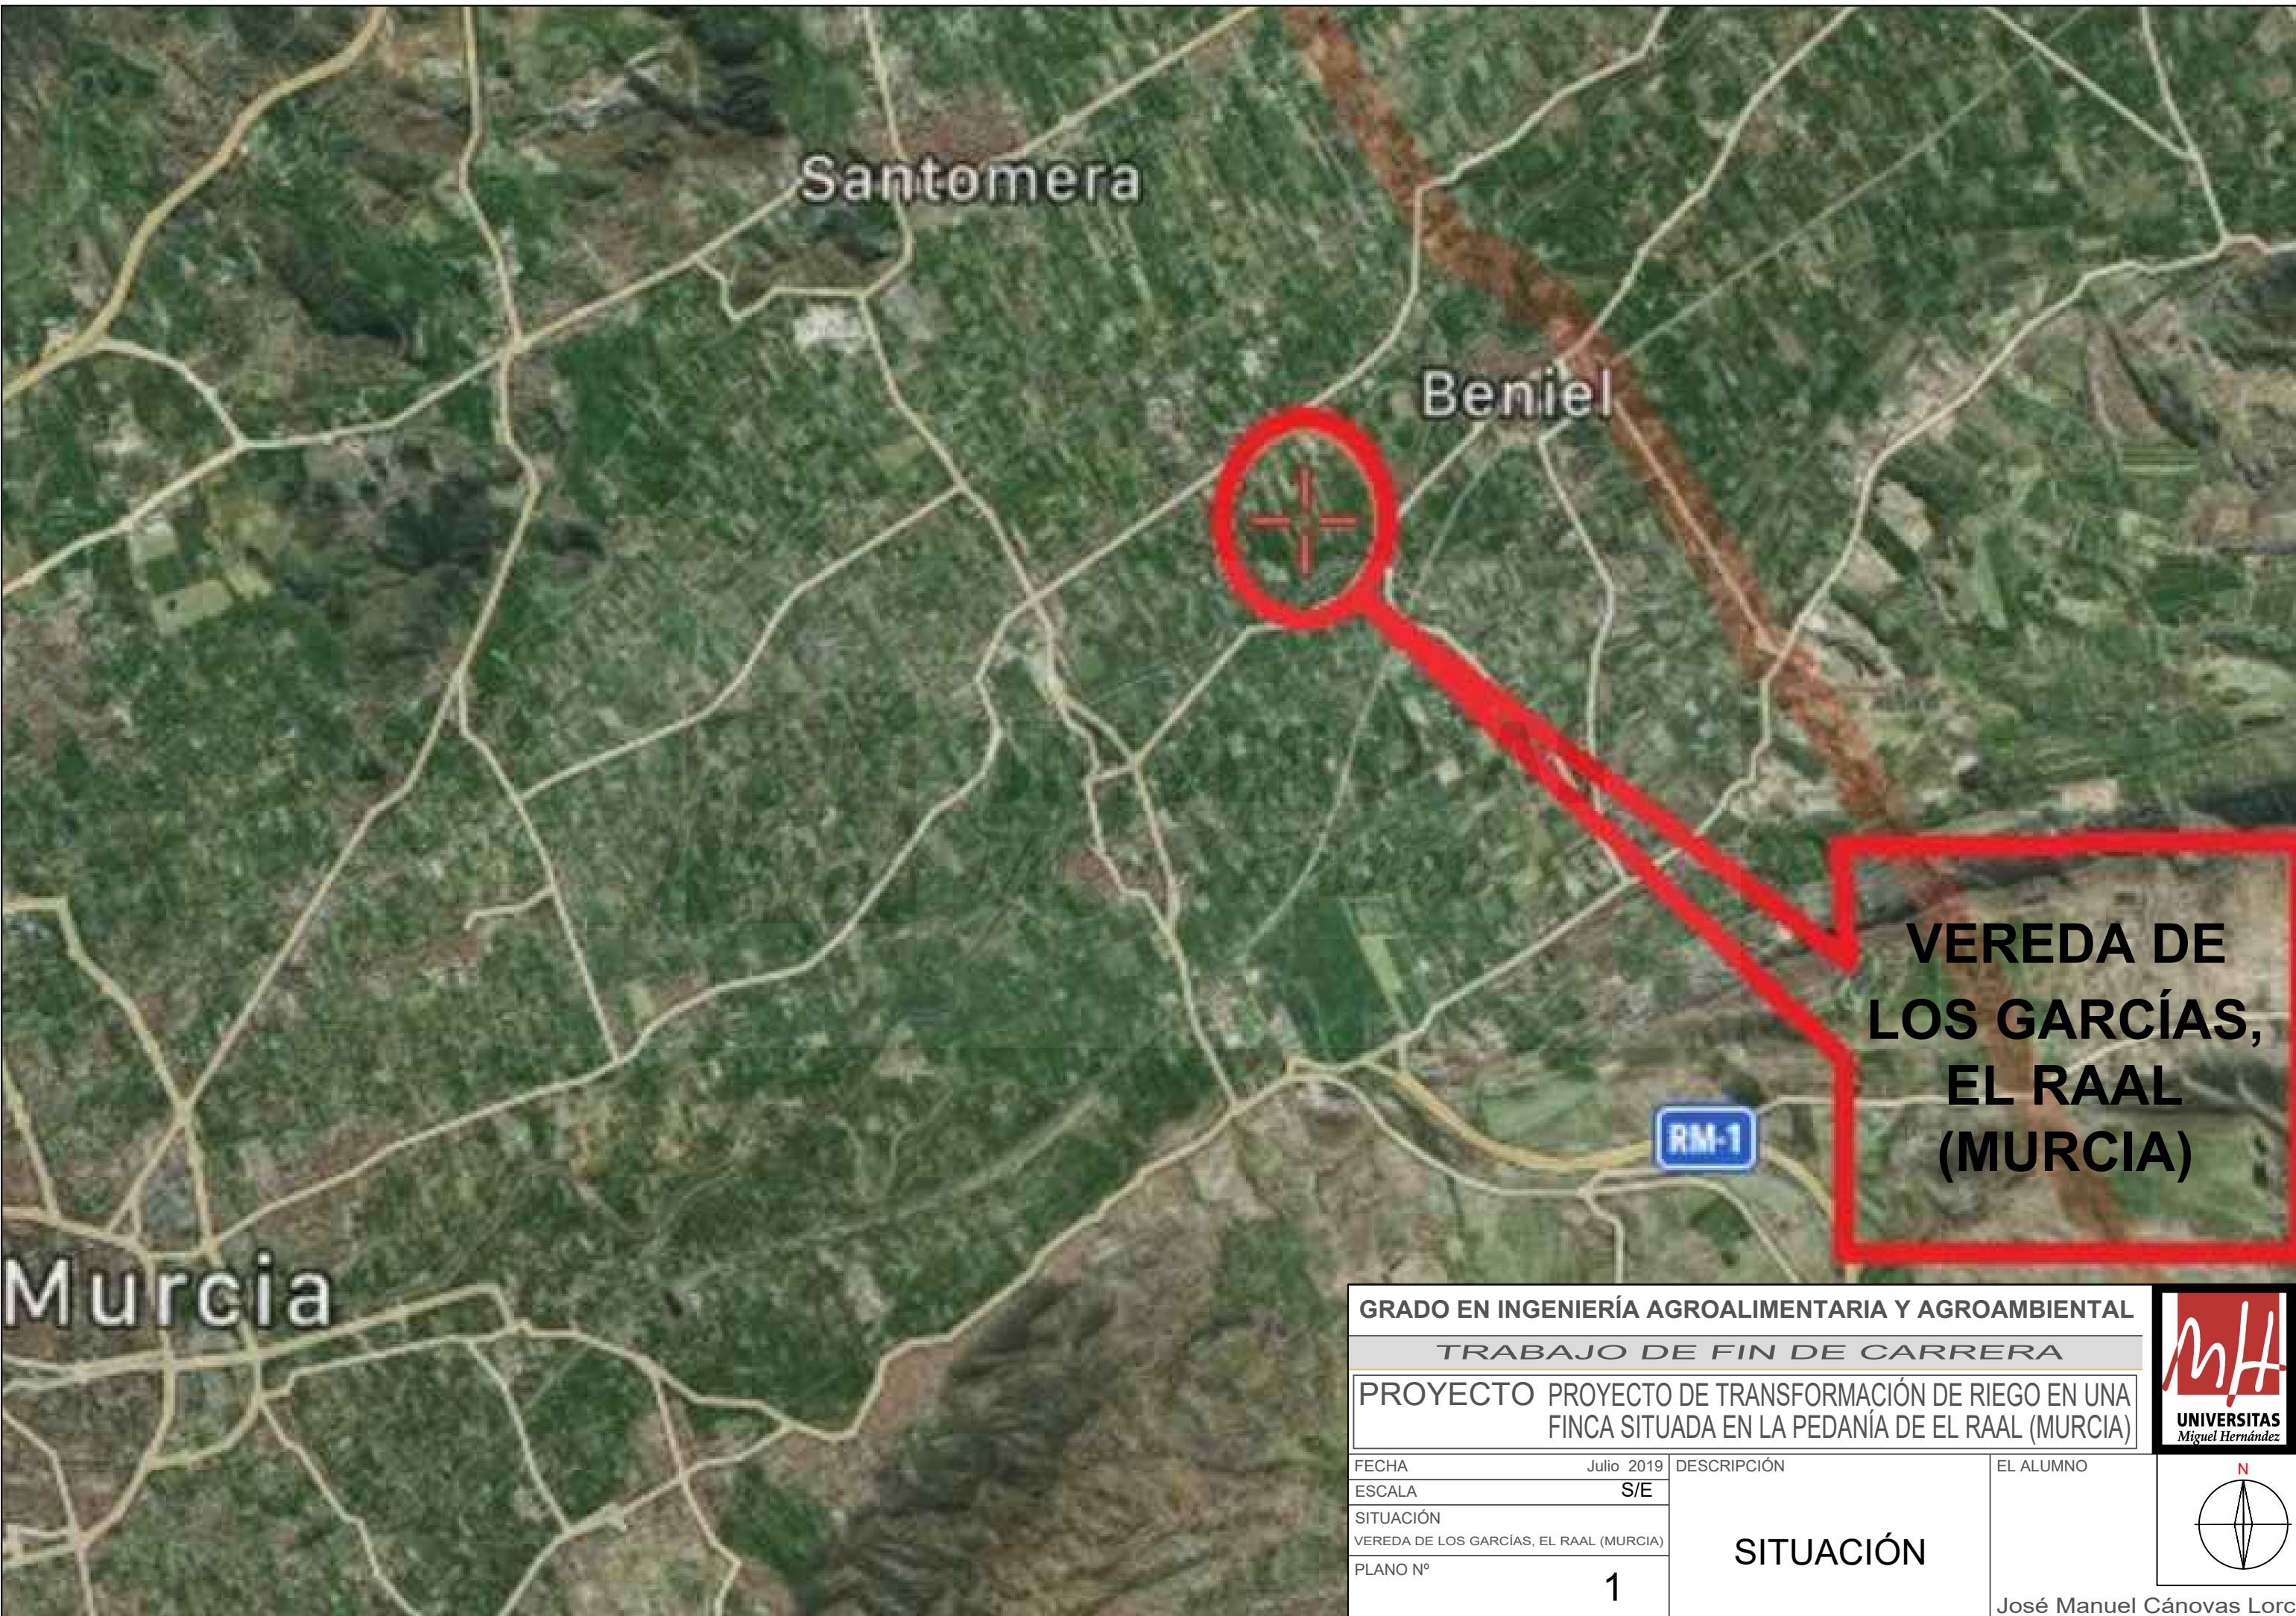 Santomera
Beniel
VEREDA DE
LOS GARCÍAS,
EL RAAL
(MURCIA)
RM-1
Murcia
GRADO EN INGENIERÍA AGROALIMENTARIA Y AGROAMBIENTAL
TRABAJO DE FIN DE CARRERA
PROYECTO PROYECTO DE TRANSFORMACIÓN DE RIEGO EN UNA
FINCA SITUADA EN LA PEDANÍA DE EL RAAL (MURCIA)
MH
UNIVERSITAS
Miguel Hernández
FECHA Julio 2019
ESCALA S/E
SITUACIÓN
VEREDA DE LOS GARCÍAS, EL RAAL (MURCIA)
PLANO Nº
1
DESCRIPCIÓN
SITUACIÓN
EL ALUMNO
José Manuel Cánovas Lorc
N